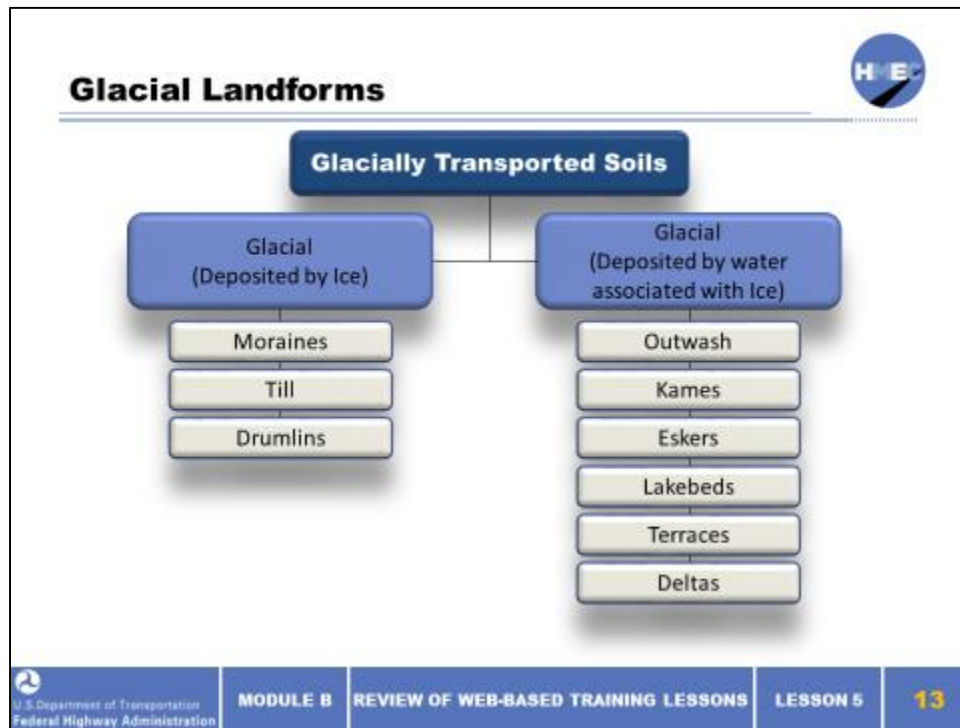 Glacial Landforms
HMEC
Glacially Transported Soils
Glacial
(Deposited by Ice)
Moraines
Till
Drumlins
Glacial
(Deposited by water
associated with Ice)
Outwash
Kames
Eskers
Lakebeds
Terraces
Deltas
U.S.Department of Transportation
Federal Highway Administration
MODULE B
REVIEW OF WEB-BASED TRAINING LESSONS
LESSON 5
13